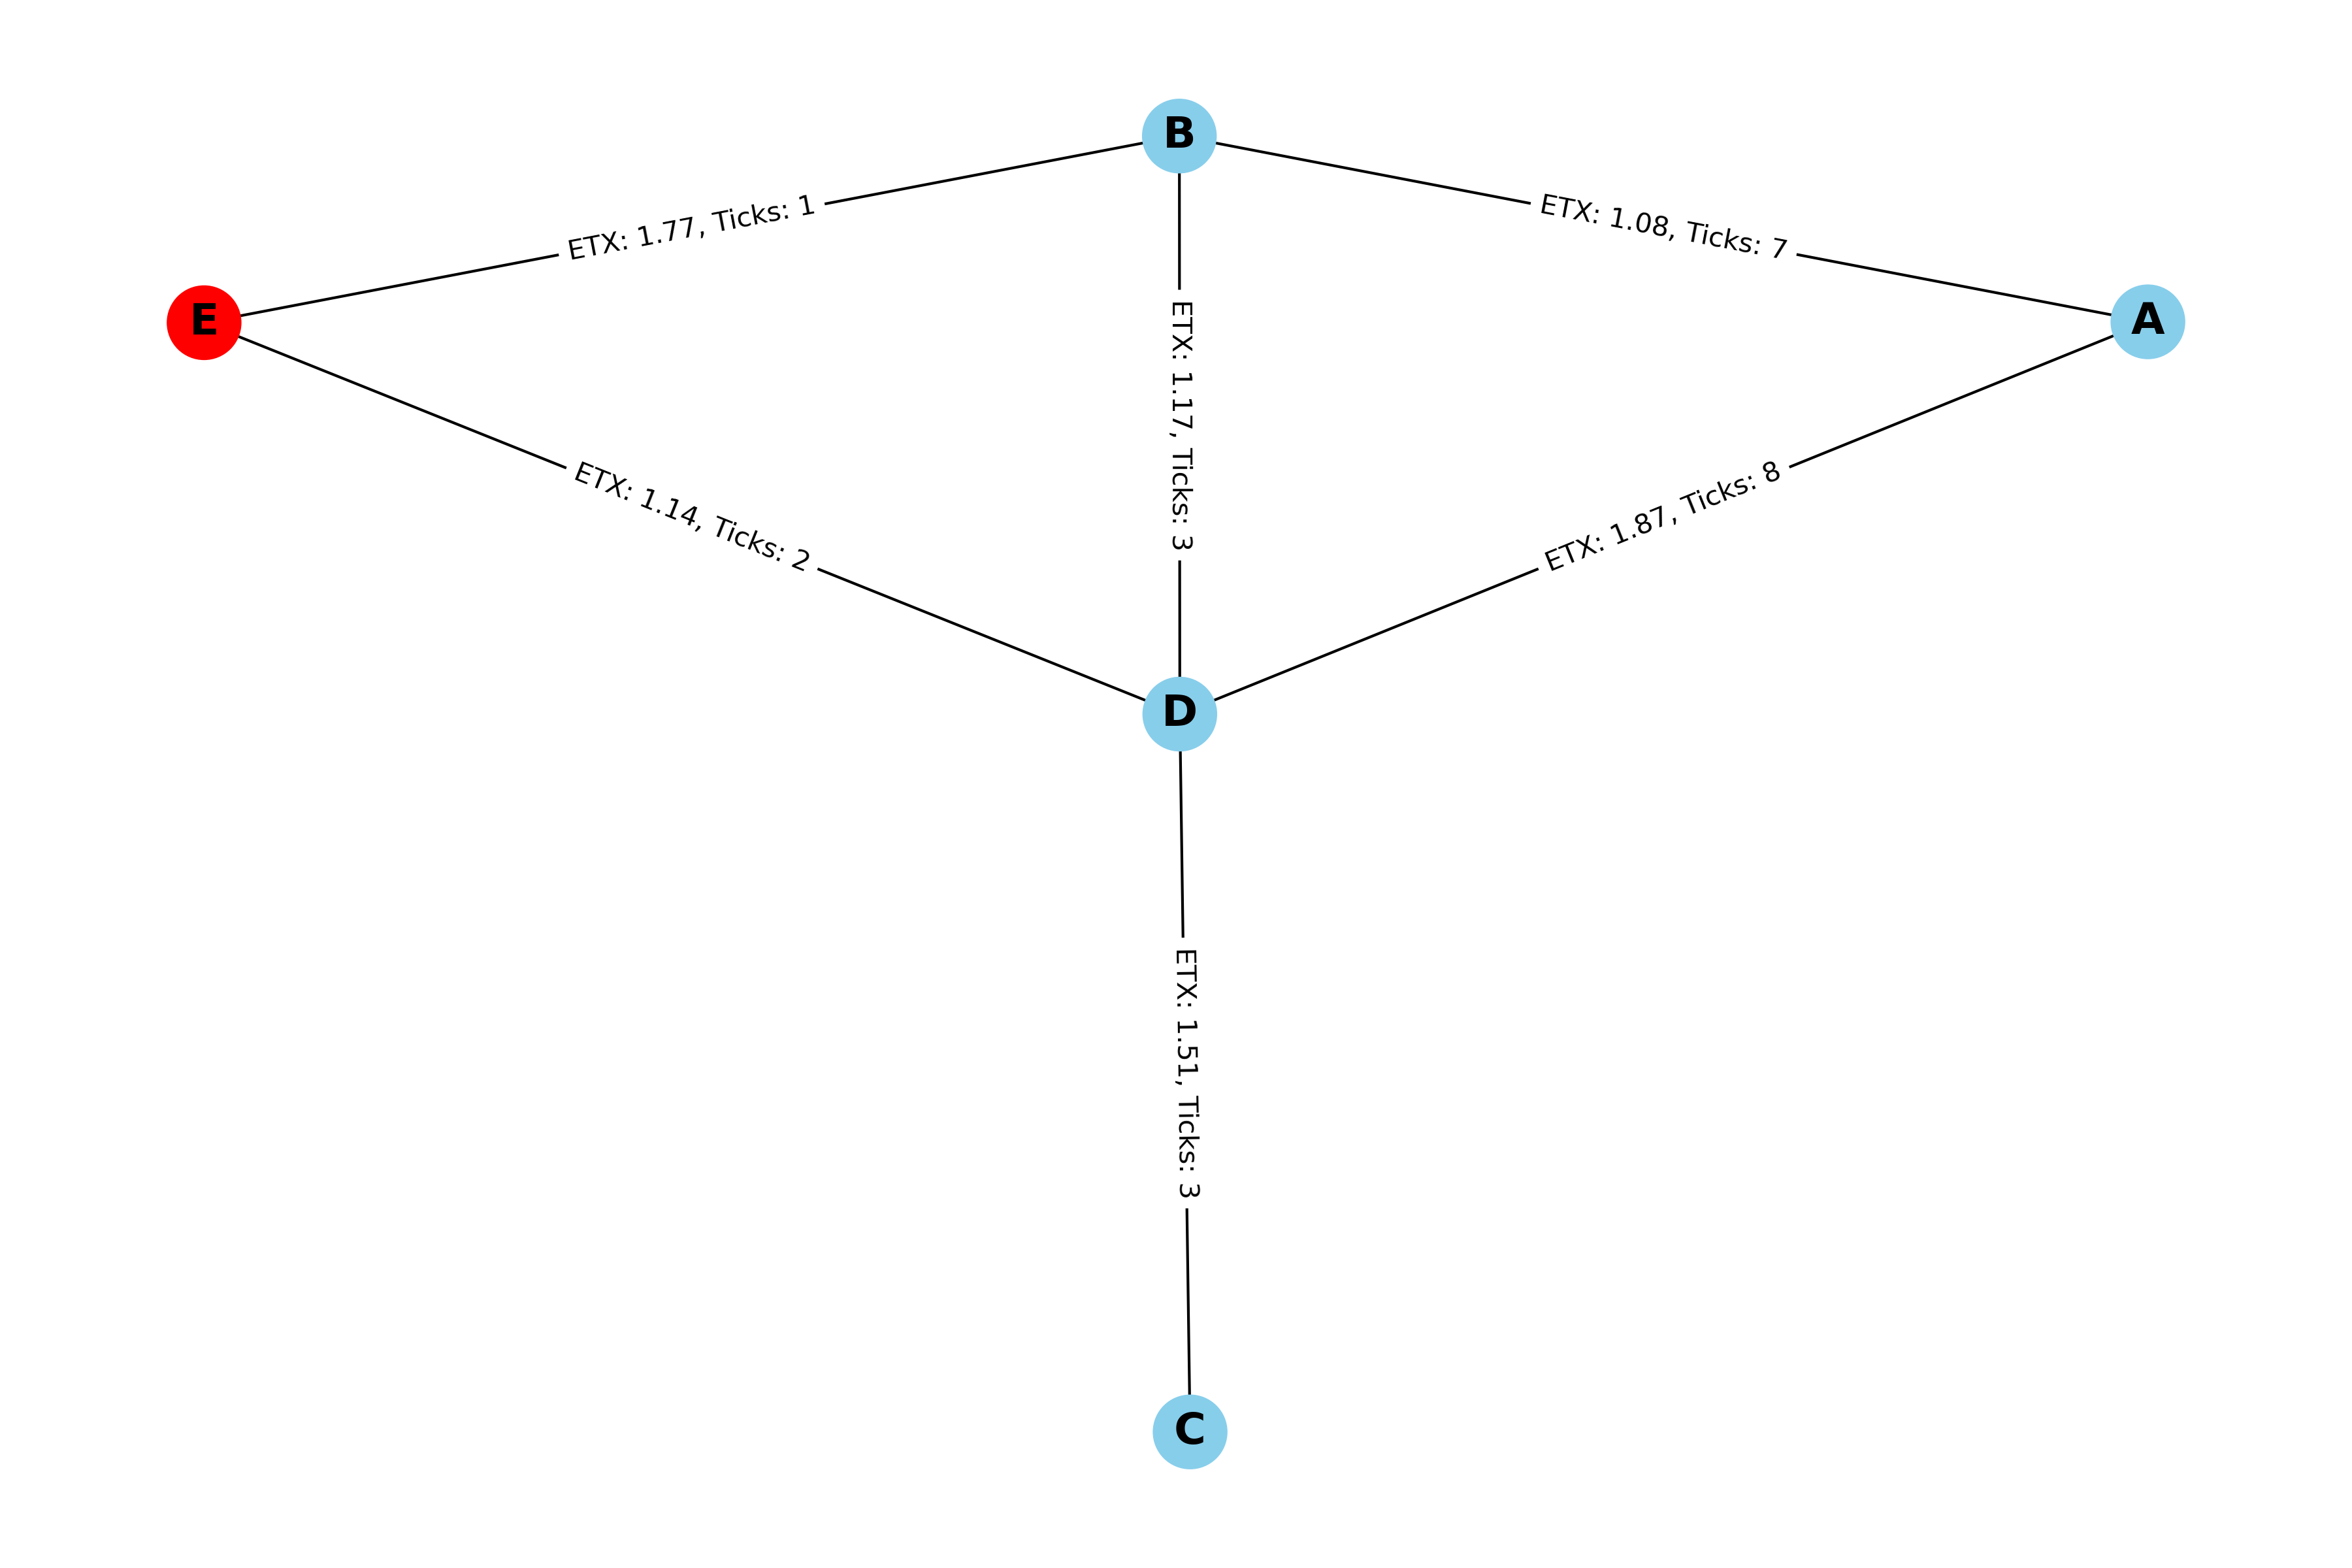 B
ETX: 1.77, Ticks: 1
ETX: 1.08, Ticks: 7
E
A
ETX: 1.17, Ticks: 3
ETX: 1.14, Ticks: 2
ETX: 1.87, Ticks: 8
D
ETX: 1.51, Ticks: 3
C